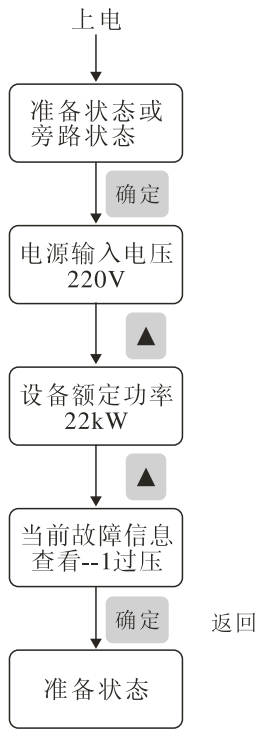 上电
准备状态或
旁路状态
确定
电源输入电压
220V
▲
设备额定功率
22kW
▲
当前故障信息
查看--1过压
确定
返回
准备状态